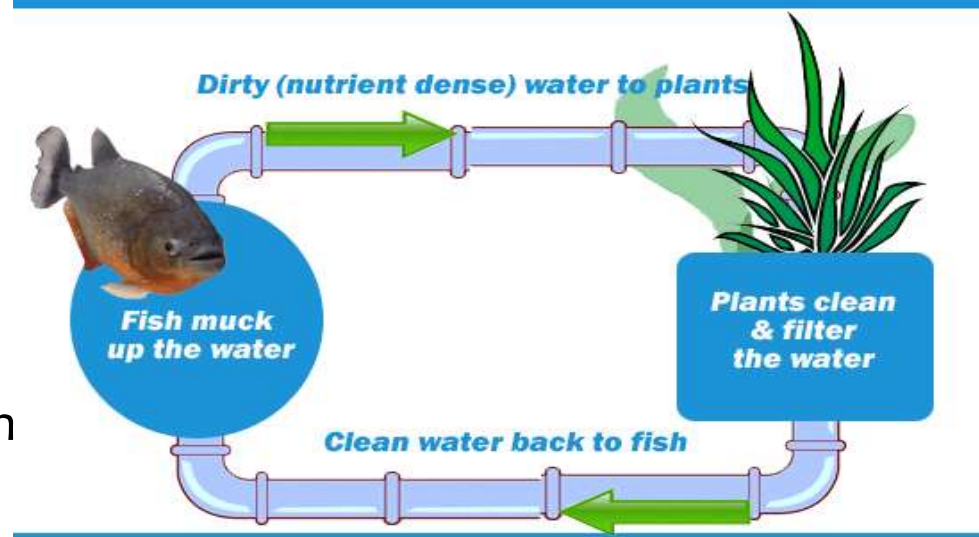 Dirty (nutrient dense) water to plants
Fish muck
up the water
Plants clean
& filter
the water
n
Clean water back to fish